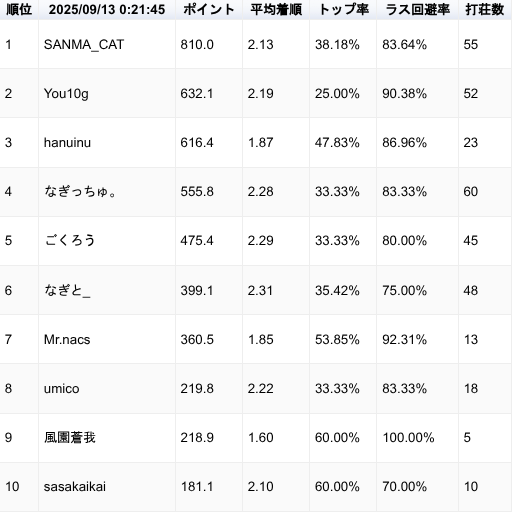 順位 2025/09/13 0:21:45 ポイント 平均着順 トップ率 ラス回避率 打荘数
1 SANMA_CAT 810.0 2.13 38.18% 83.64% 55
2 You10g 632.1 2.19 25.00% 90.38% 52
3 hanuinu 616.4 1.87 47.83% 86.96% 23
4 なぎっちゅ。 555.8 2.28 33.33% 83.33% 60
5 ごくろう 475.4 2.29 33.33% 80.00% 45
6 なぎと_ 399.1 2.31 35.42% 75.00% 48
7 Mr.nacs 360.5 1.85 53.85% 92.31% 13
8 umico 219.8 2.22 33.33% 83.33% 18
9 風園蒼我 218.9 1.60 60.00% 100.00% 5
10 sasakaikai 181.1 2.10 60.00% 70.00% 10